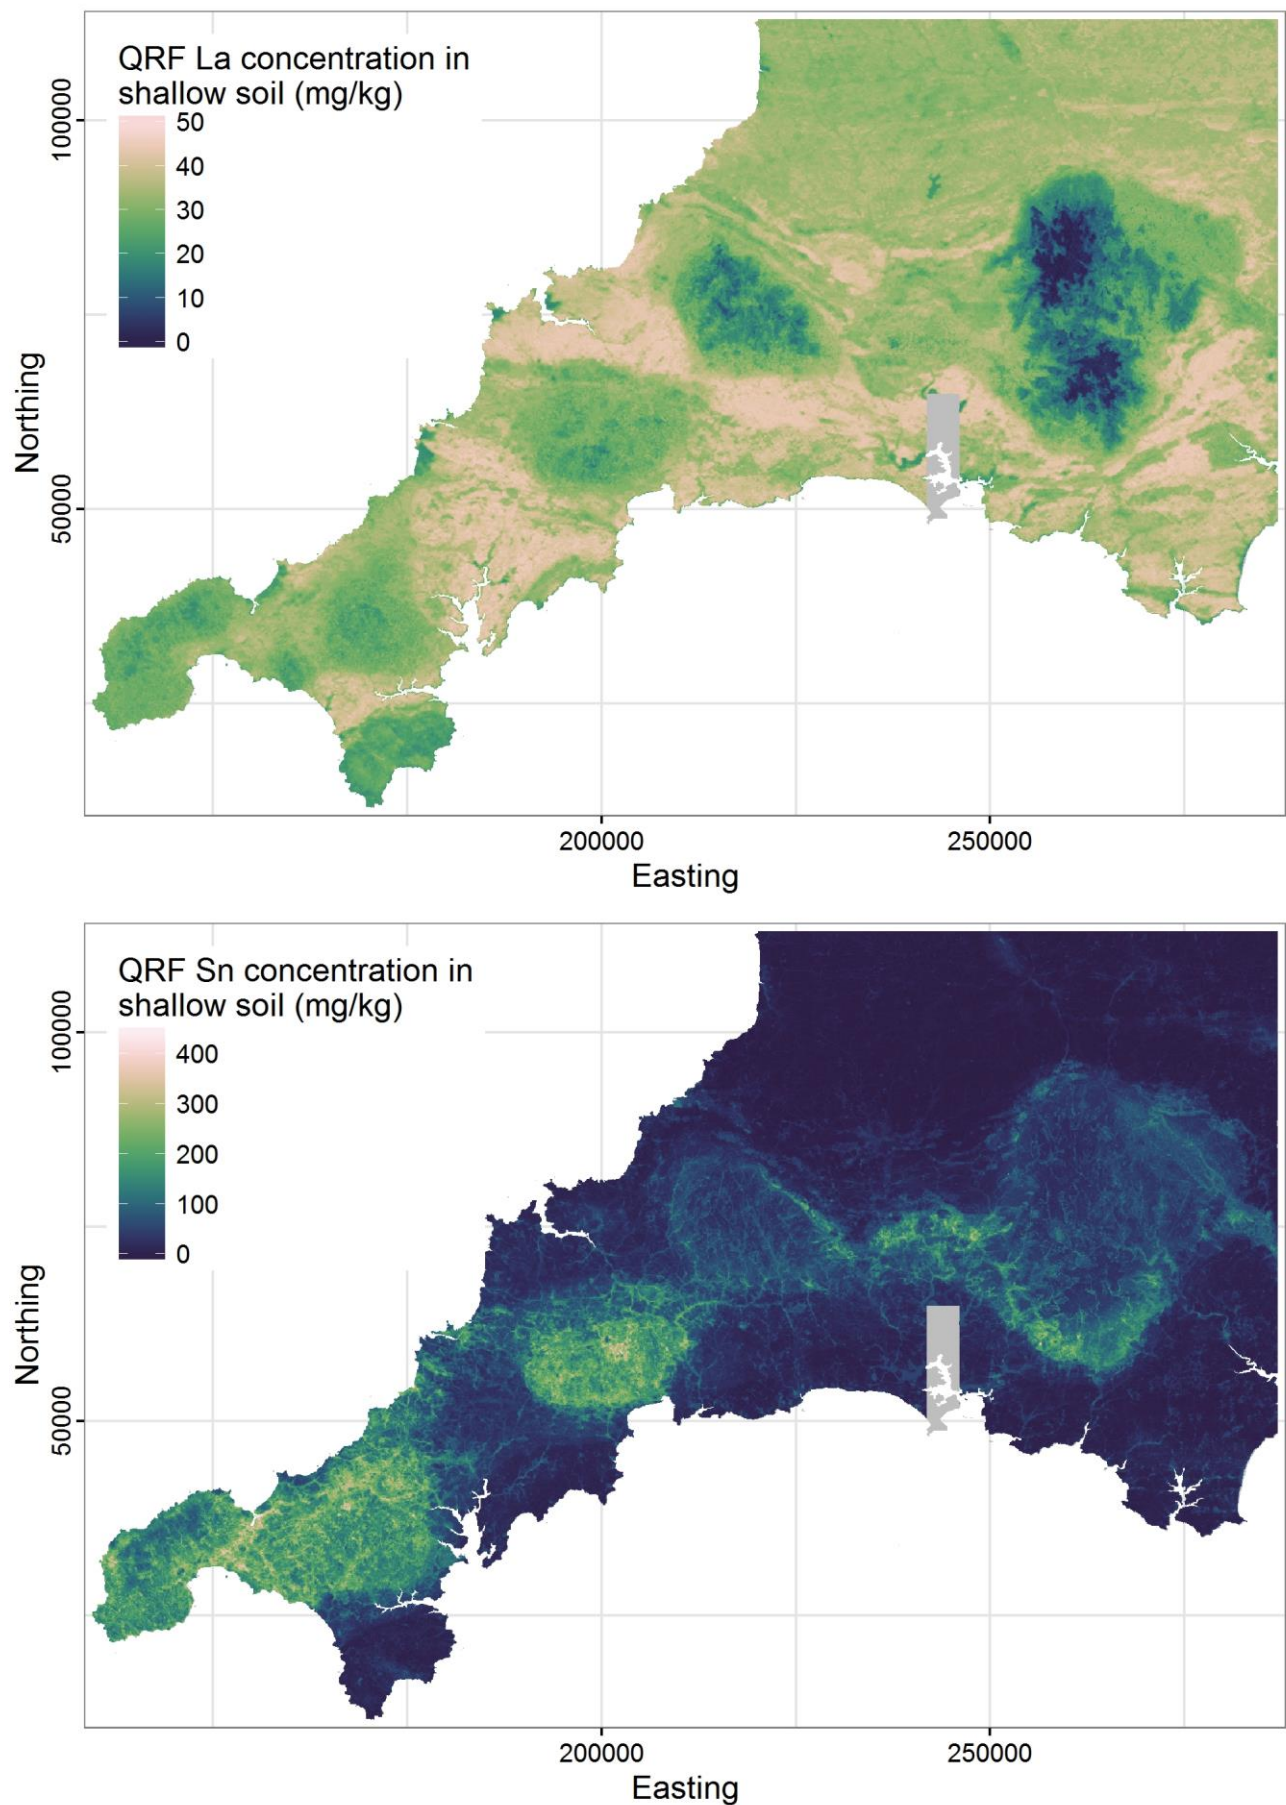 QRF La concentration in
shallow soil (mg/kg)
50
40
30
20
10
0
100000
50000
Northing
200000
250000
Easting
QRF Sn concentration in
shallow soil (mg/kg)
400
300
200
100
0
100000
50000
Northing
200000
250000
Easting